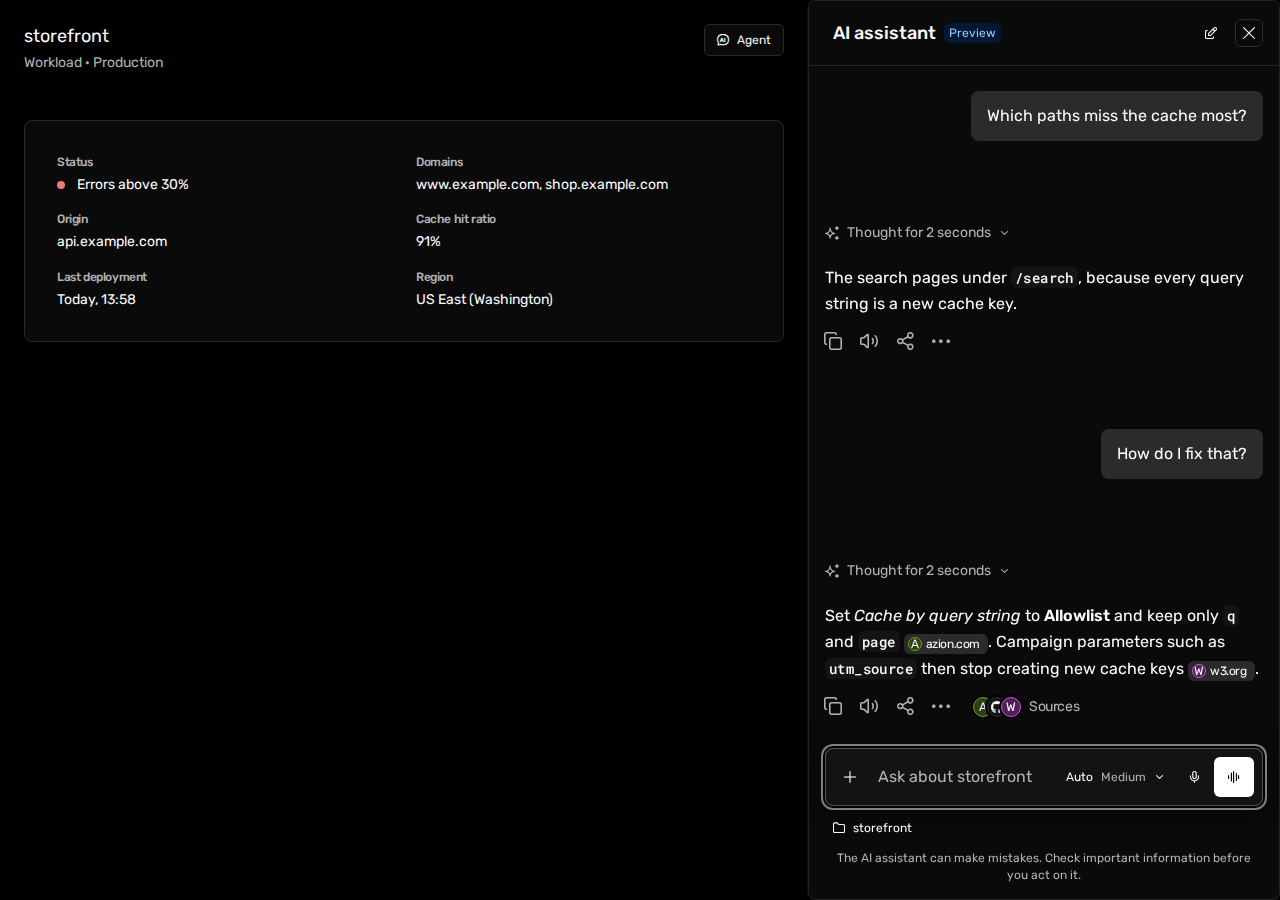 storefront
Workload • Production
AI Agent
Status
Errors above 30%
Domains
www.example.com, shop.example.com
Origin
api.example.com
Cache hit ratio
91%
Last deployment
Today, 13:58
Region
US East (Washington)
AI assistant Preview
Which paths miss the cache most?
Thought for 2 seconds
The search pages under /search, because every query
string is a new cache key.
How do I fix that?
Thought for 2 seconds
Set Cache by query string to Allowlist and keep only q
and page A azion.com. Campaign parameters such as
utm_source then stop creating new cache keys W w3.org.
A W Sources
Ask about storefront Auto Medium
storefront
The AI assistant can make mistakes. Check important information before
you act on it.